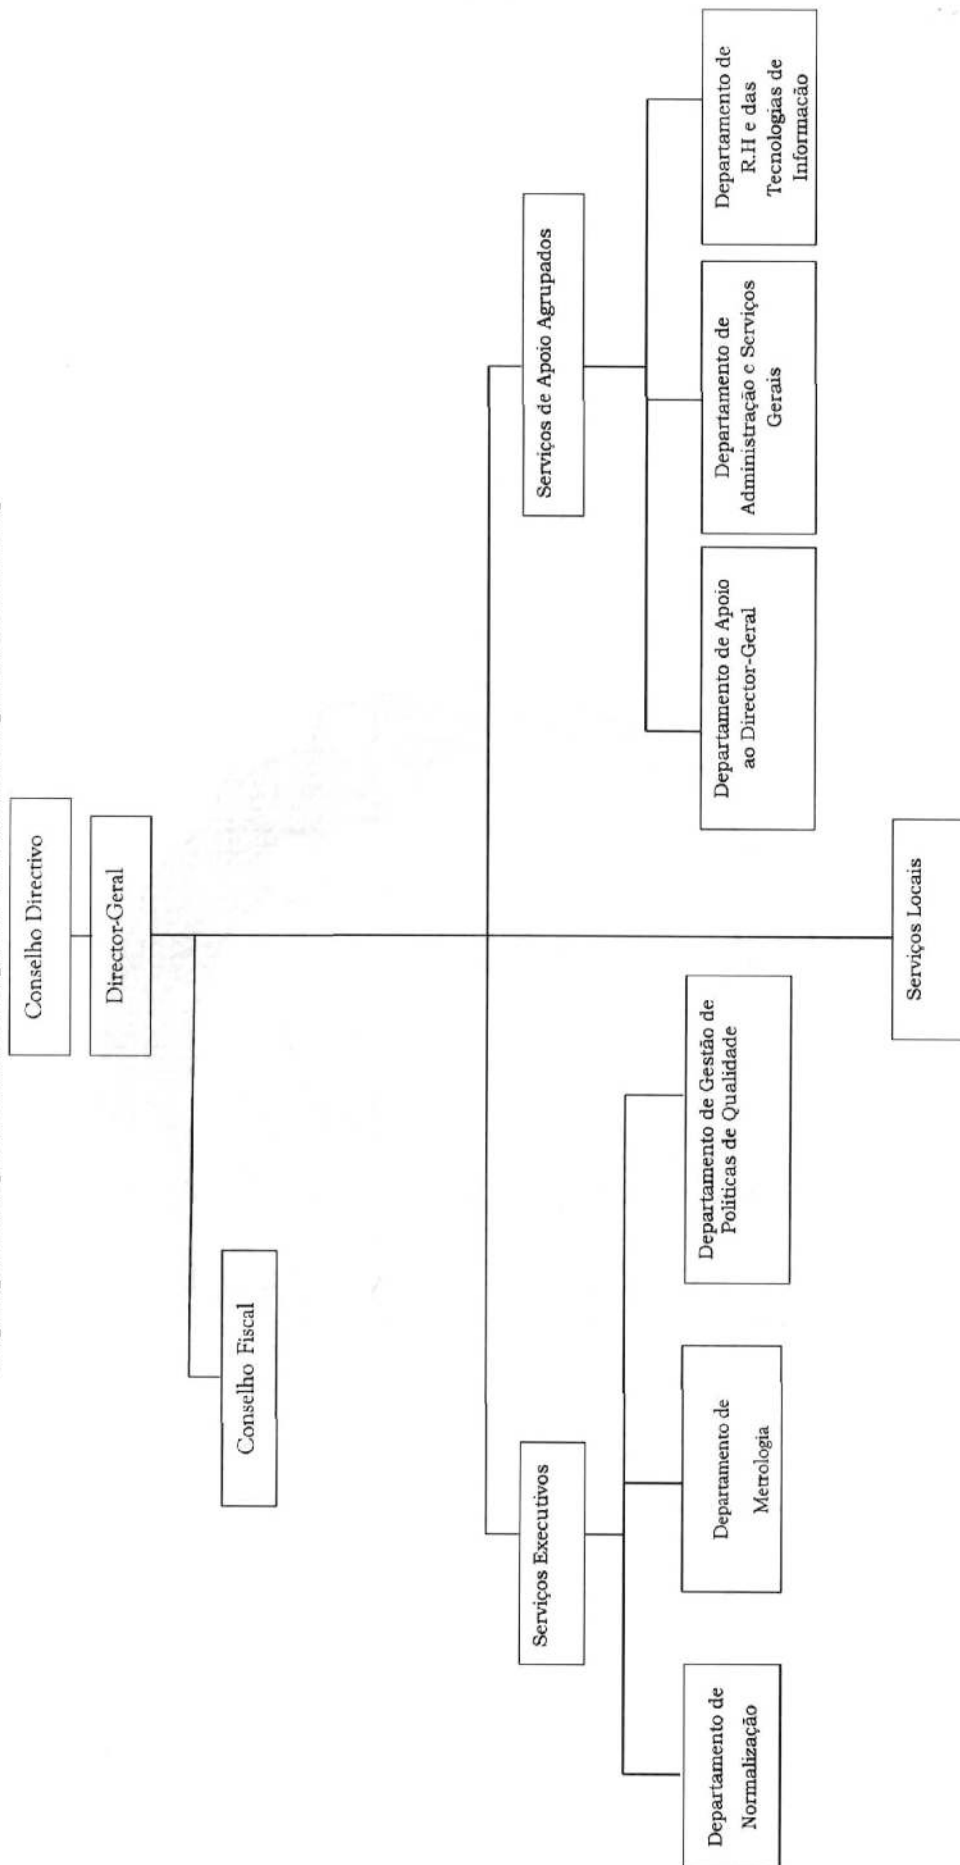 Conselho Directivo
Director-Geral
Conselho Fiscal
Serviços Executivos
Serviços de Apoio Agrupados
Departamento de
Normalização
Departamento de
Metrologia
Departamento de Gestão de
Politicas de Qualidade
Departamento de Apoio
ao Director-Geral
Departamento de
Administração e Serviços
Gerais
Departamento de
R.H e das
Tecnologias de
Informacão
Serviços Locais